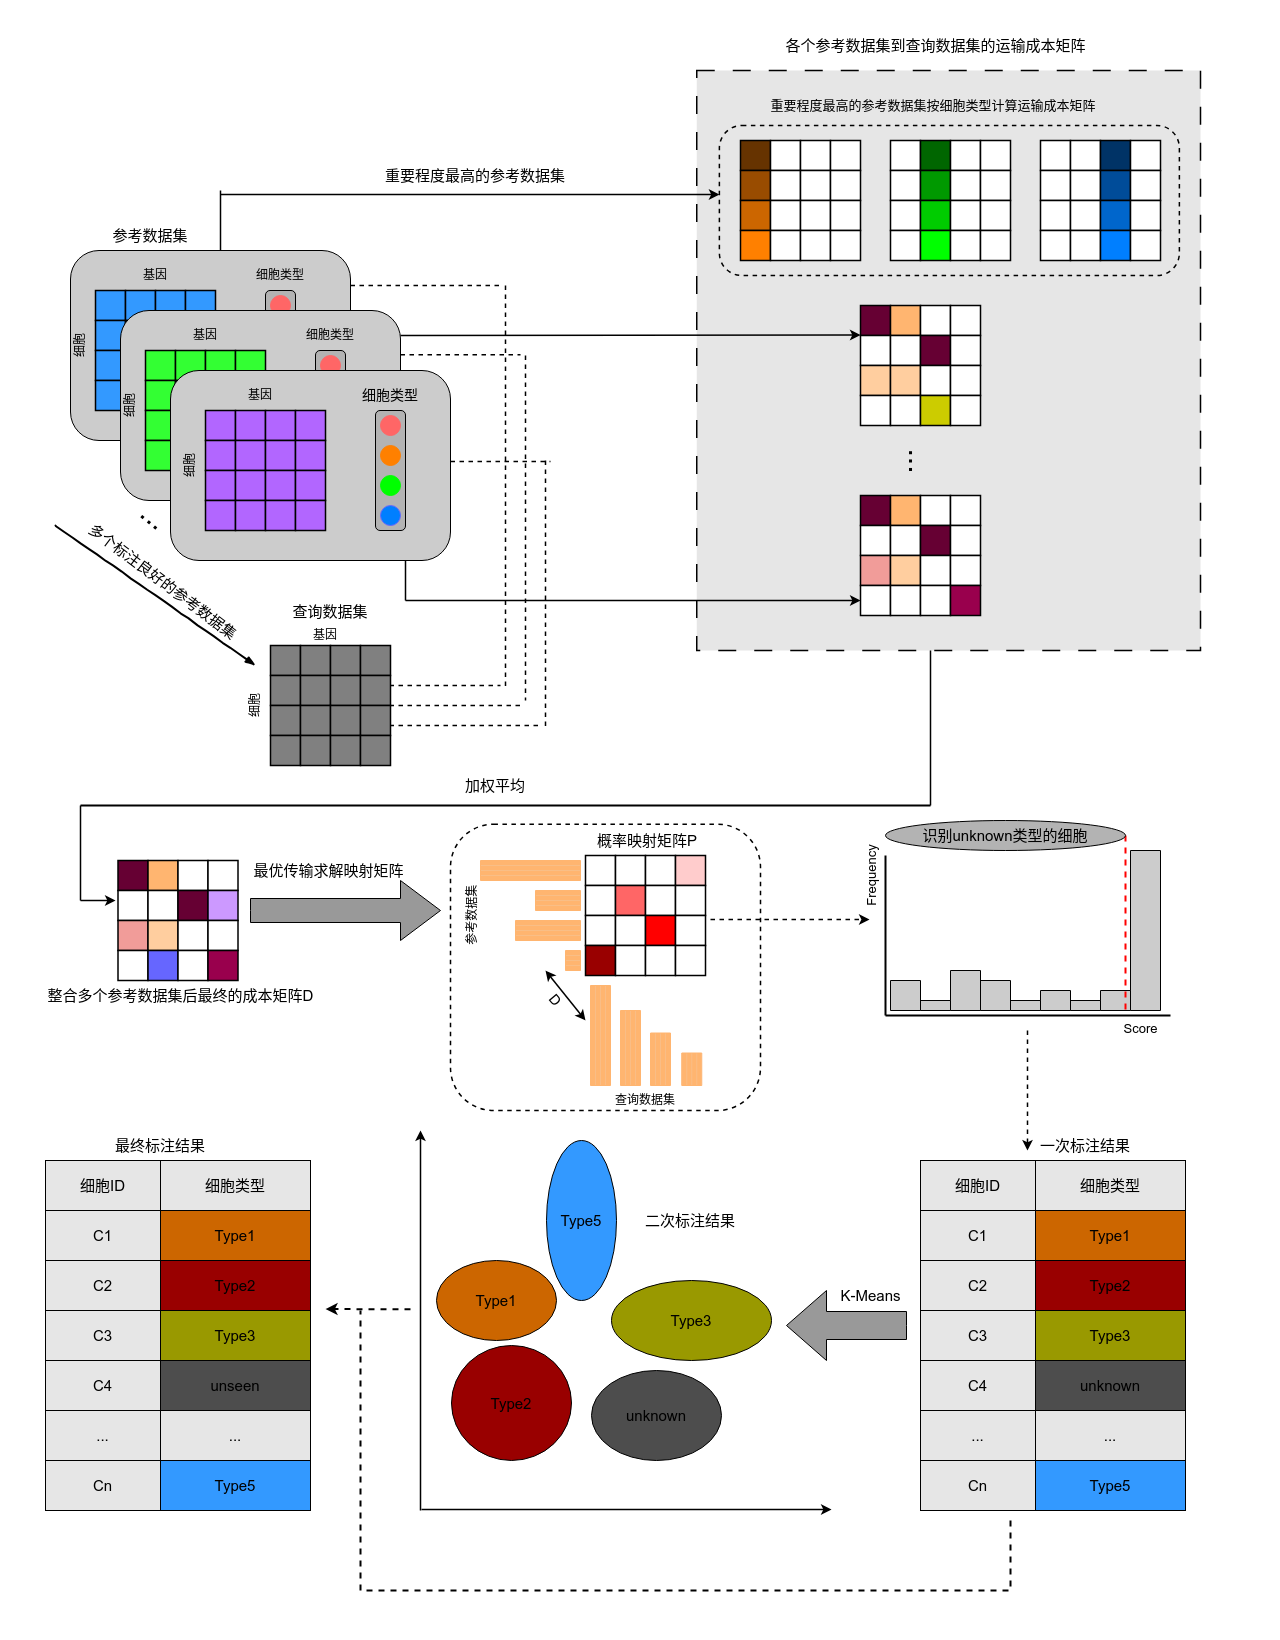 各个参考数据集到查询数据集的运输成本矩阵
重要程度最高的参考数据集按细胞类型计算运输成本矩阵
重要程度最高的参考数据集
参考数据集
基因
细胞类型
细胞
基因
细胞类型
细胞
基因
细胞类型
细胞
...
多个标注良好的参考数据集
...
查询数据集
基因
细胞
加权平均
最优传输求解映射矩阵
整合多个参考数据集后最终的成本矩阵D
概率映射矩阵P
参考数据集
D
查询数据集
识别unknown类型的细胞
Frequency
Score
最终标注结果
细胞ID 细胞类型
C1 Type1
C2 Type2
C3 Type3
C4 unseen
... ...
Cn Type5
Type5
二次标注结果
Type1
Type3
Type2
unknown
K-Means
一次标注结果
细胞ID 细胞类型
C1 Type1
C2 Type2
C3 Type3
C4 unknown
... ...
Cn Type5